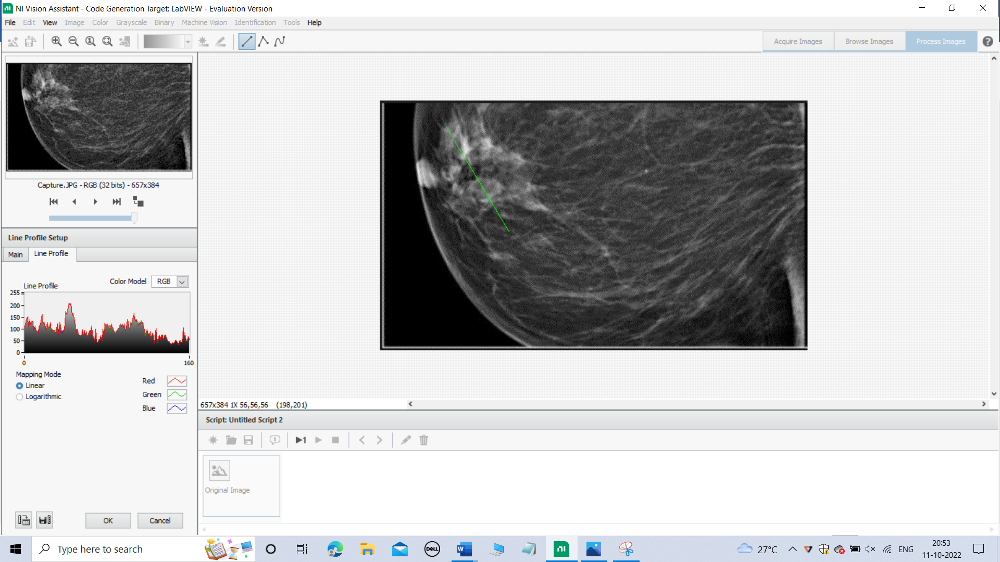 NI Vision Assistant - Code Generation Target: LabVIEW - Evaluation Version
File Edit View Image Color Grayscale Binary Machine Vision Identification Tools Help
Acquire Images Browse Images Process Images
Capture.JPG - RGB (32 bits) - 657x384
Line Profile Setup
Main Line Profile
Color Model RGB
Line Profile
255
200
150
100
50
0
0 160
Mapping Mode
Linear
Logarithmic
Red
Green
Blue
OK Cancel
657x384 1X 56,56,56 (198,201)
Script: Untitled Script 2
1
Original Image
Type here to search
DELL
W
27°C
ENG
20:53
11-10-2022